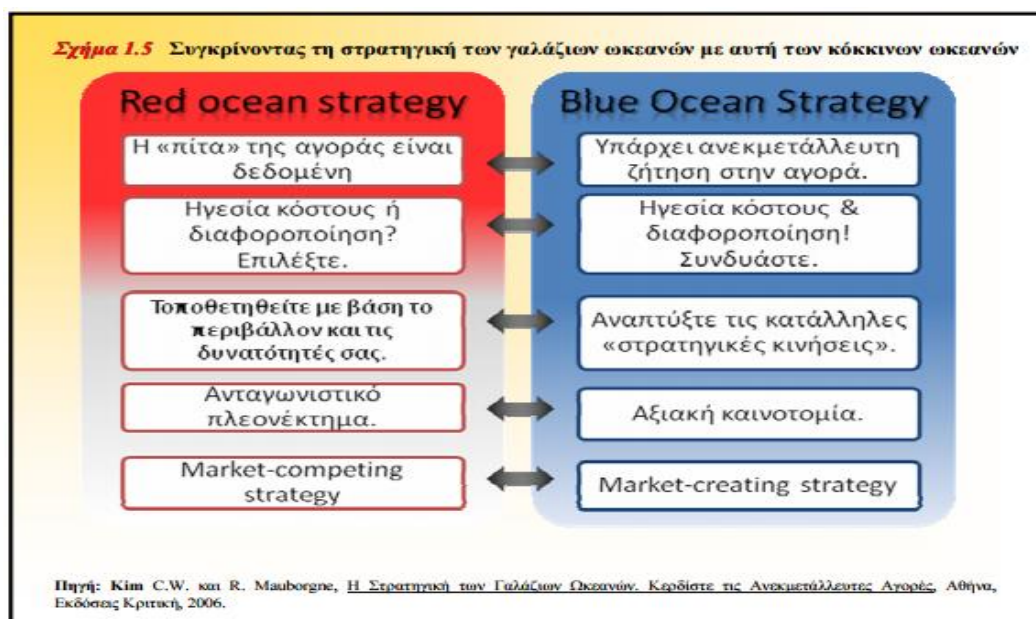 Σχήμα 1.5 Συγκρίνοντας τη στρατηγική των γαλάζιων ωκεανών με αυτή των κόκκινων ωκεανών
Red ocean strategy
Blue Ocean Strategy
Η «πίτα» της αγοράς είναι
δεδομένη
Υπάρχει ανεκμετάλλευτη
ζήτηση στην αγορά.
Ηγεσία κόστους ή
διαφοροποίηση?
Επιλέξτε.
Ηγεσία κόστους &
διαφοροποίηση!
Συνδυάστε.
Τοποθετηθείτε με βάση το
περιβάλλον και τις
δυνατότητές σας.
Αναπτύξτε τις κατάλληλες
«στρατηγικές κινήσεις».
Ανταγωνιστικό
πλεονέκτημα.
Αξιακή καινοτομία.
Market-competing
strategy
Market-creating strategy
Πηγή: Kim C.W. και R. Mauborgne, Η Στρατηγική των Γαλάζιων Ωκεανών. Κερδίστε τις Ανεκμετάλλευτες Αγορές, Αθήνα,
Εκδόσεις Κριτική, 2006.